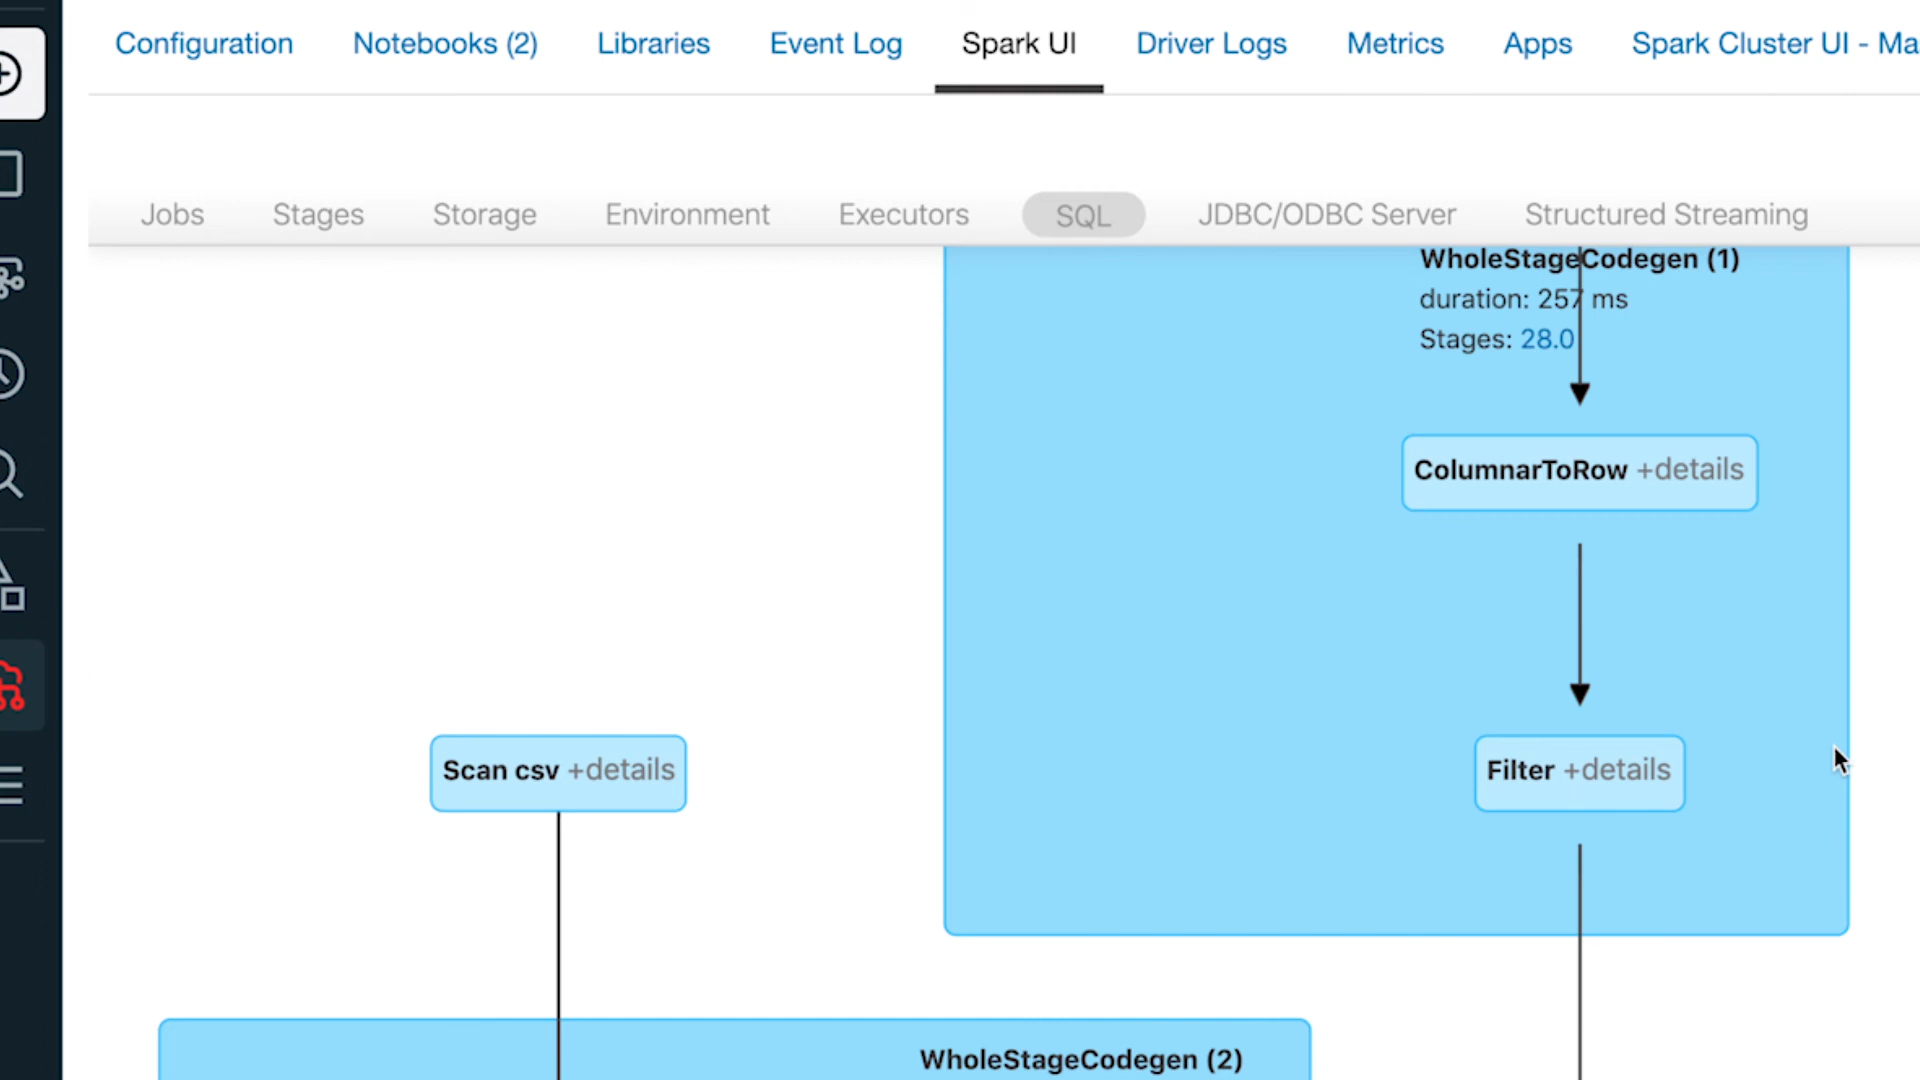 Configuration Notebooks (2) Libraries Event Log Spark UI Driver Logs Metrics Apps Spark Cluster UI - Ma
Jobs Stages Storage Environment Executors SQL JDBC/ODBC Server Structured Streaming
WholeStageCodegen (1)
duration: 257 ms
Stages: 28.0
ColumnarToRow +details
Scan csv +details
Filter +details
WholeStageCodegen (2)